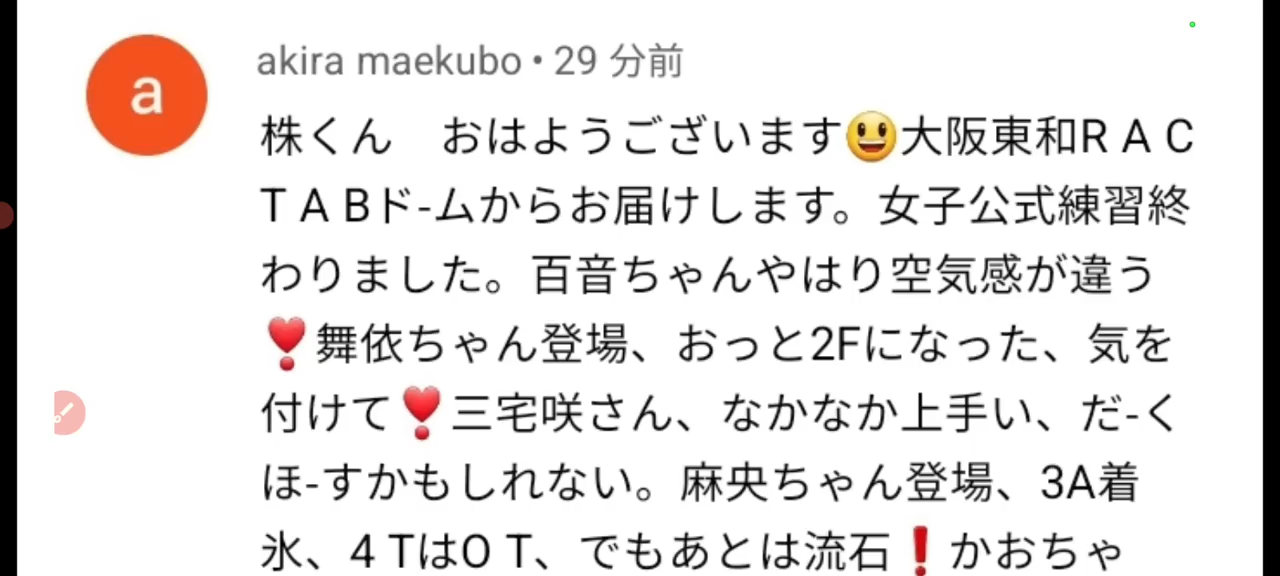 a
akira maekubo • 29 分前
株くん　おはようございます😃大阪東和ＲＡＣ
ＴＡＢド-ムからお届けします。女子公式練習終
わりました。百音ちゃんやはり空気感が違う
❣️舞依ちゃん登場、おっと2Fになった、気を
付けて❣️三宅咲さん、なかなか上手い、だ-く
ほ-すかもしれない。麻央ちゃん登場、3A着
氷、４ＴはＯＴ、でもあとは流石❗かおちゃ